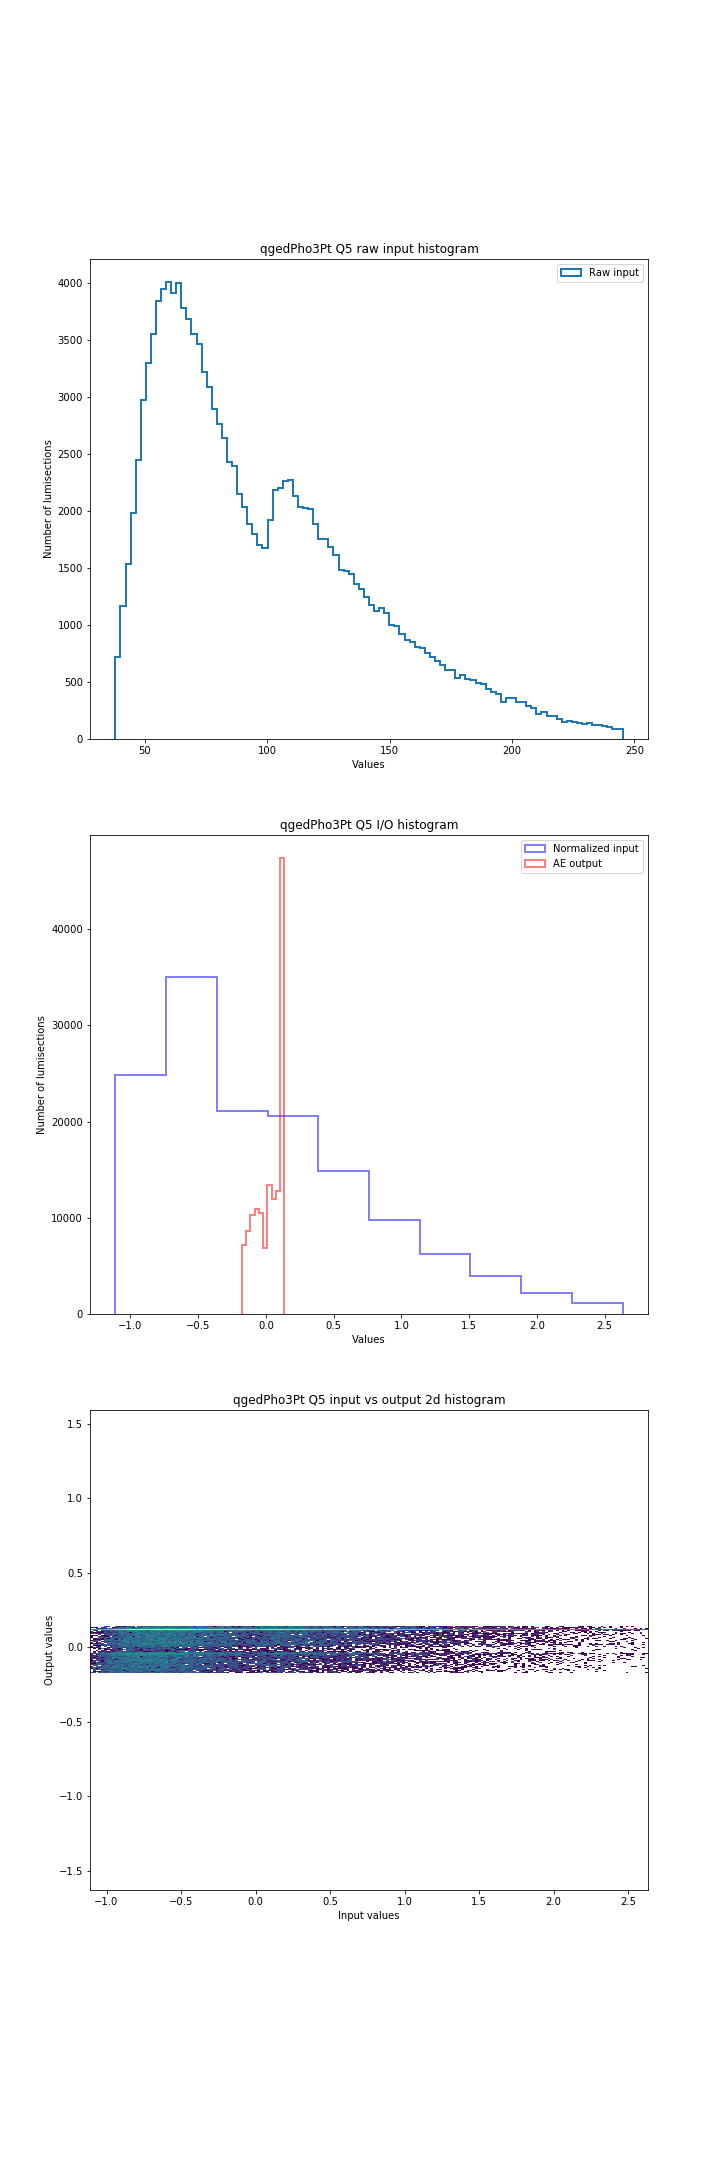 qgedPho3Pt Q5 raw input histogram
Raw input
4000
3500
3000
2500
2000
1500
1000
500
0
Number of lumisections
50 100 150 200 250
Values
qgedPho3Pt Q5 I/O histogram
Normalized input
AE output
40000
30000
20000
10000
0
Number of lumisections
−1.0 −0.5 0.0 0.5 1.0 1.5 2.0 2.5
Values
qgedPho3Pt Q5 input vs output 2d histogram
1.5
1.0
0.5
0.0
−0.5
−1.0
−1.5
Output values
−1.0 −0.5 0.0 0.5 1.0 1.5 2.0 2.5
Input values